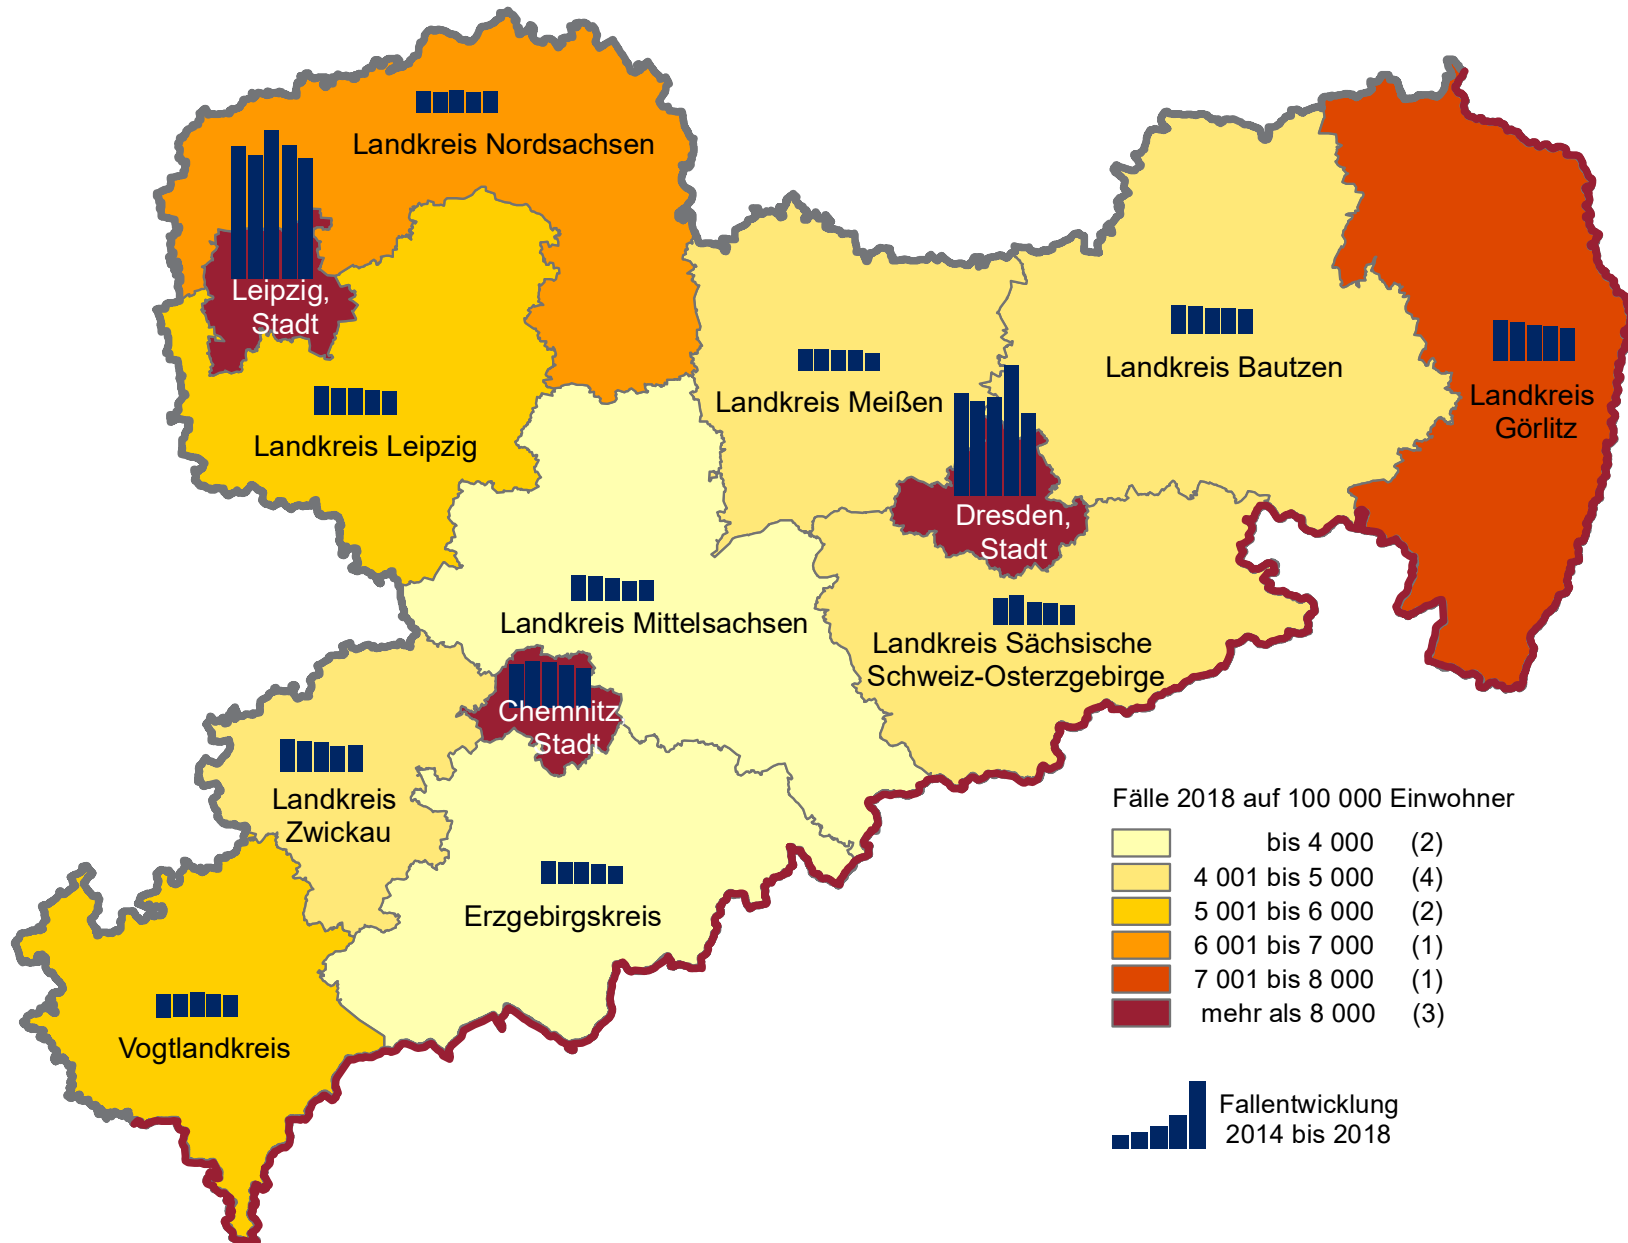 Landkreis Nordsachsen
Leipzig,
Stadt
Landkreis Leipzig
Landkreis Meißen
Landkreis Bautzen
Landkreis
Görlitz
Dresden,
Stadt
Landkreis Mittelsachsen
Landkreis Sächsische
Schweiz-Osterzgebirge
Chemnitz,
Stadt
Landkreis
Zwickau
Erzgebirgskreis
Vogtlandkreis
Fälle 2018 auf 100 000 Einwohner
bis 4 000 (2)
4 001 bis 5 000 (4)
5 001 bis 6 000 (2)
6 001 bis 7 000 (1)
7 001 bis 8 000 (1)
mehr als 8 000 (3)
Fallentwicklung
2014 bis 2018